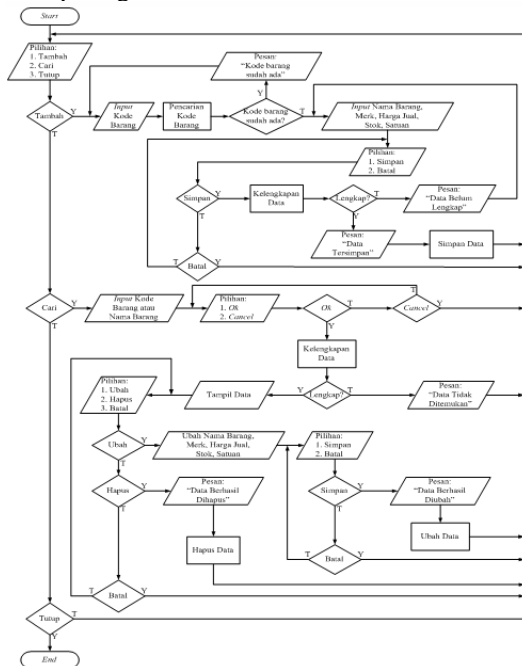 Start
Pilihan:
1. Tambah
2. Cari
3. Tutup
Pesan:
"Kode barang
sudah ada"
Tambah
Y
T
Input
Kode
Barang
Pencarian
Kode
Barang
Y
Kode barang
sudah ada?
T
Input Nama Barang,
Merk, Harga Jual,
Stok, Satuan
Pilihan:
1. Simpan
2. Batal
Simpan
Y
T
Kelengkapan
Data
Lengkap?
T
Y
Pesan:
"Data Belum
Lengkap"
Pesan:
"Data
Tersimpan"
Simpan Data
T
Batal
Y
Cari
Y
T
Input Kode
Barang atau
Nama Barang
Pilihan:
1. Ok
2. Cancel
Ok
T
Y
T
Cancel
Y
Kelengkapan
Data
Lengkap?
Y
T
Tampil Data
Pesan:
"Data Tidak
Ditemukan"
Pilihan:
1. Ubah
2. Hapus
3. Batal
Ubah
Y
T
Ubah Nama Barang,
Merk, Harga Jual,
Stok, Satuan
Pilihan:
1. Simpan
2. Batal
Hapus
Y
T
Pesan:
"Data Berhasil
Dihapus"
Simpan
Y
T
Pesan:
"Data Berhasil
Diubah"
Hapus Data
Ubah Data
T
Batal
Y
T
Batal
Y
Tutup
T
Y
End